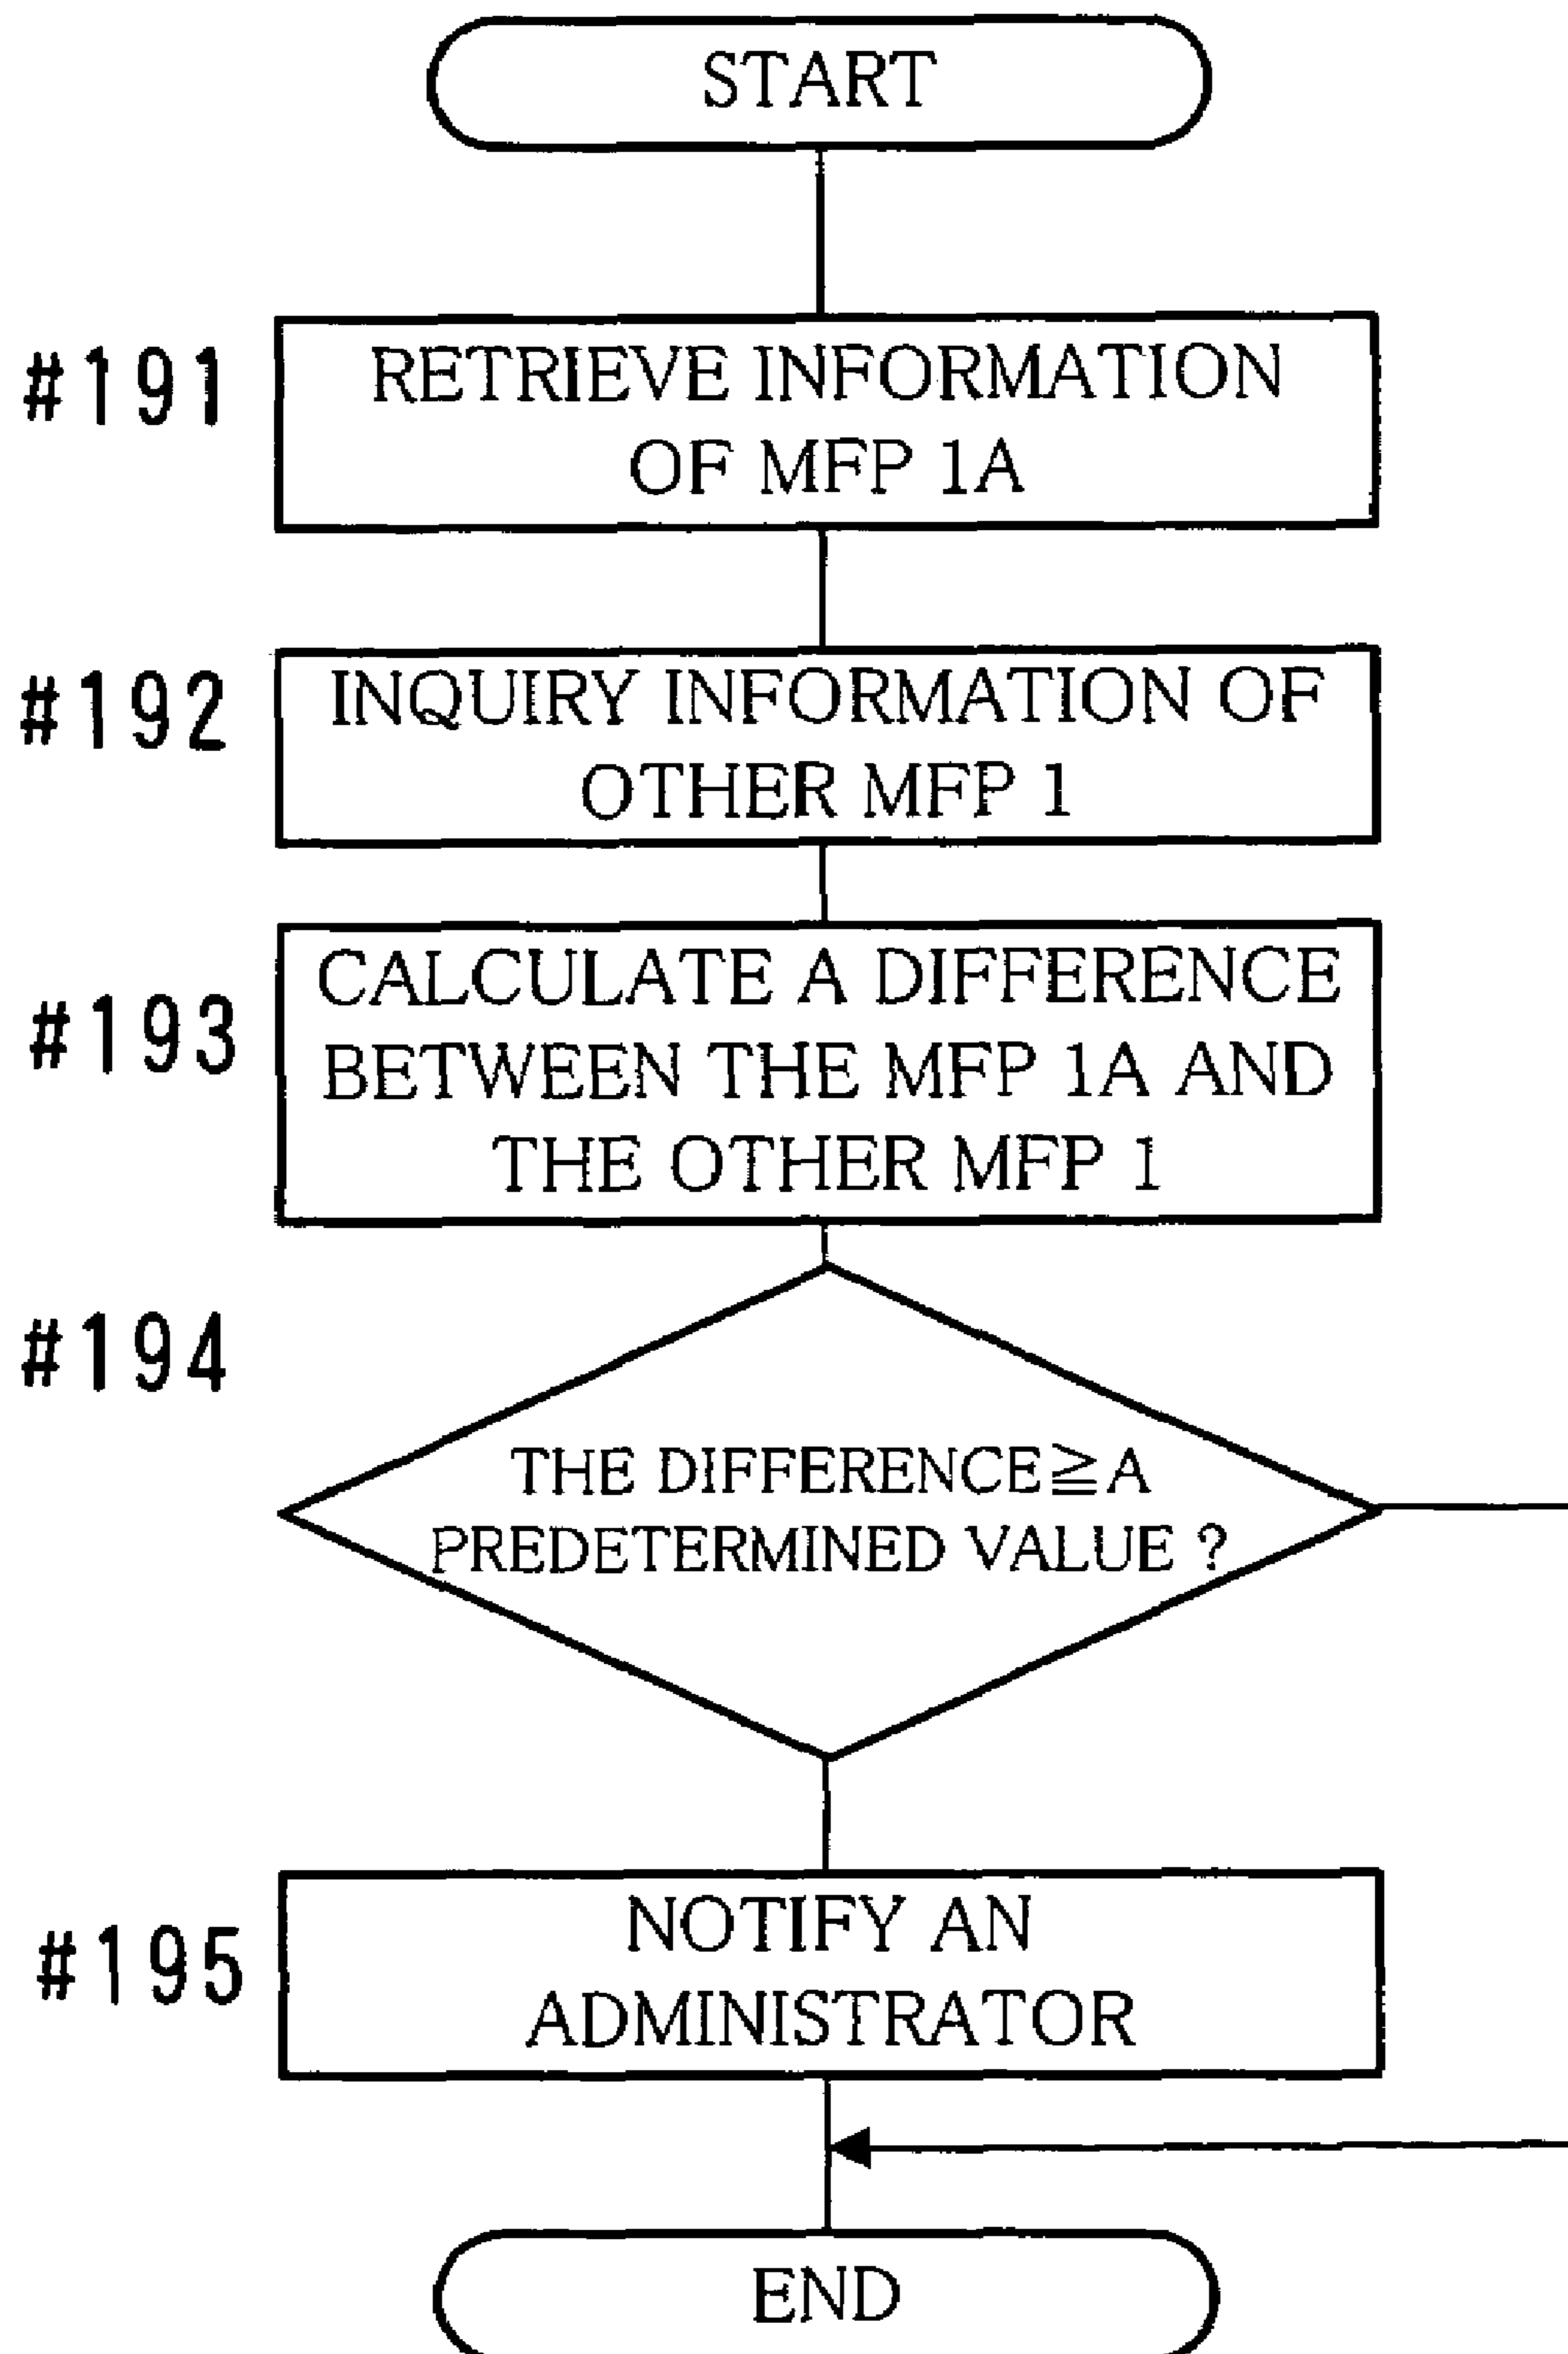 START
#191
RETRIEVE INFORMATION
OF MFP 1A
#192
INQUIRY INFORMATION OF
OTHER MFP 1
#193
CALCULATE A DIFFERENCE
BETWEEN THE MFP 1A AND
THE OTHER MFP 1
#194
THE DIFFERENCE≧A
PREDETERMINED VALUE ?
#195
NOTIFY AN
ADMINISTRATOR
END